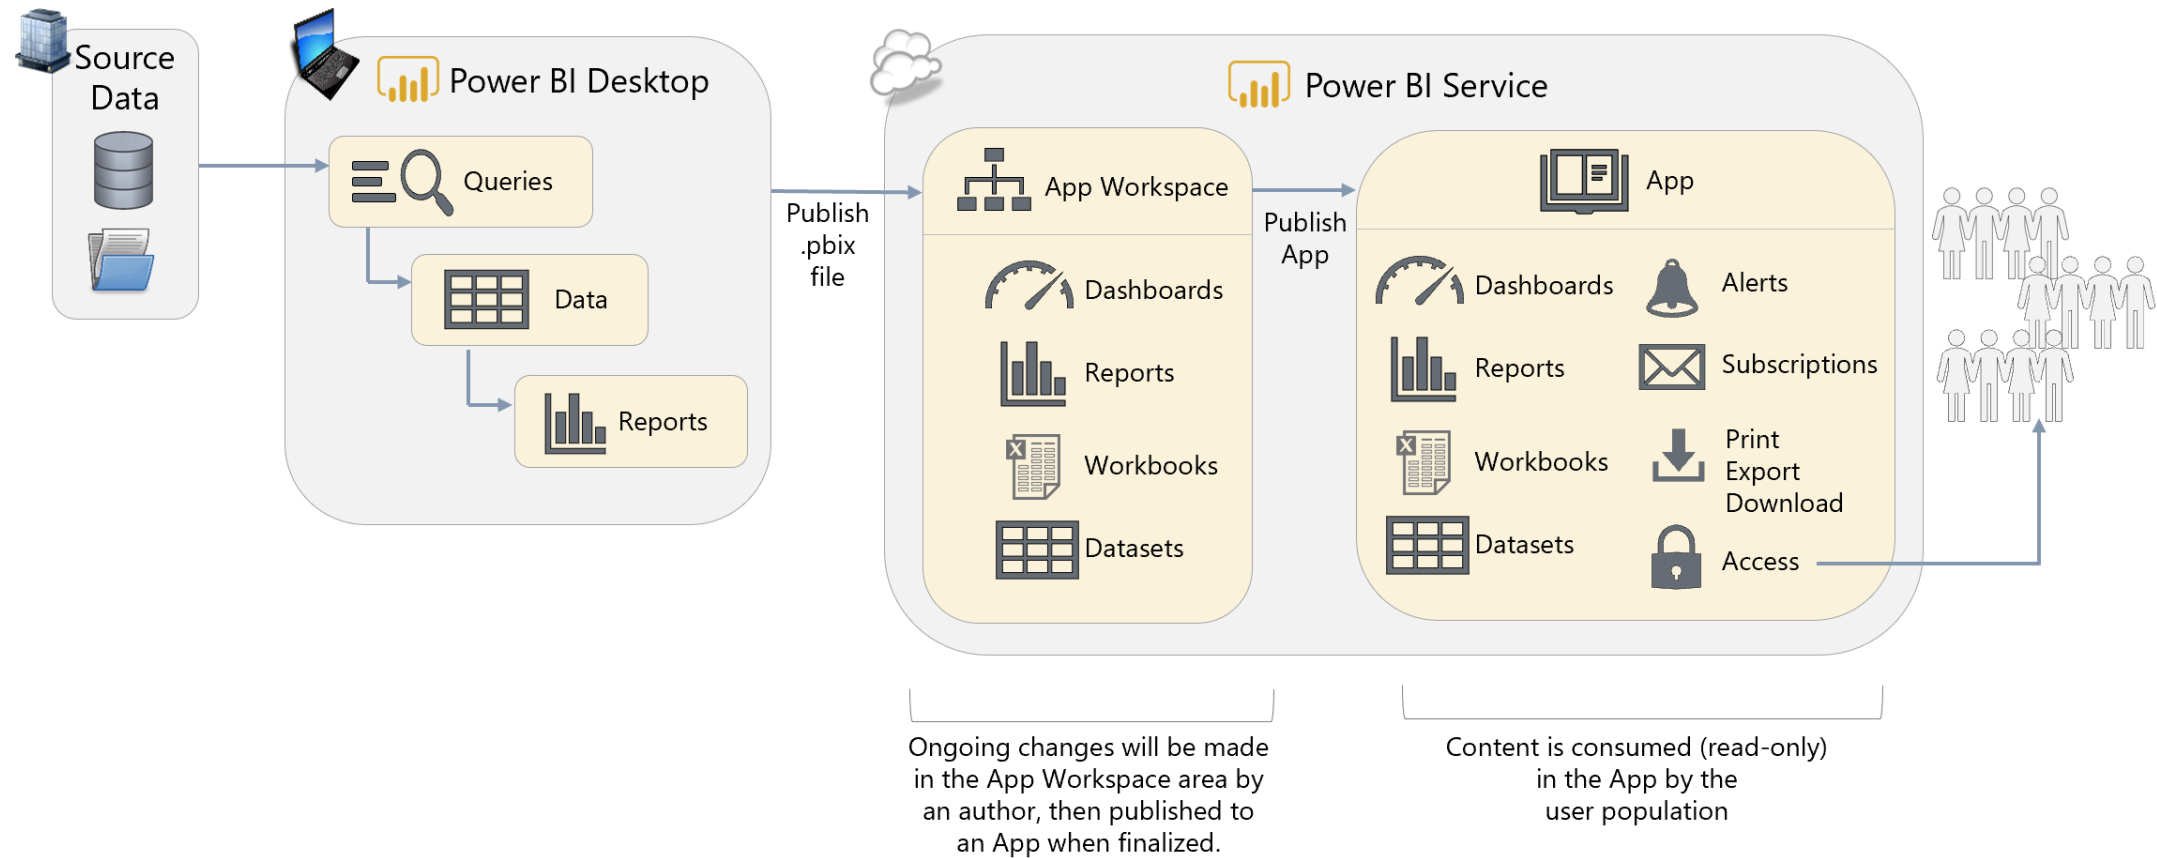 Source
Data
Power BI Desktop
Queries
Data
Reports
Publish
.pbix
file
Power BI Service
App Workspace
Dashboards
Reports
Workbooks
Datasets
Publish
App
App
Dashboards
Reports
Workbooks
Datasets
Alerts
Subscriptions
Print
Export
Download
Access
Ongoing changes will be made
in the App Workspace area by
an author, then published to
an App when finalized.
Content is consumed (read-only)
in the App by the
user population